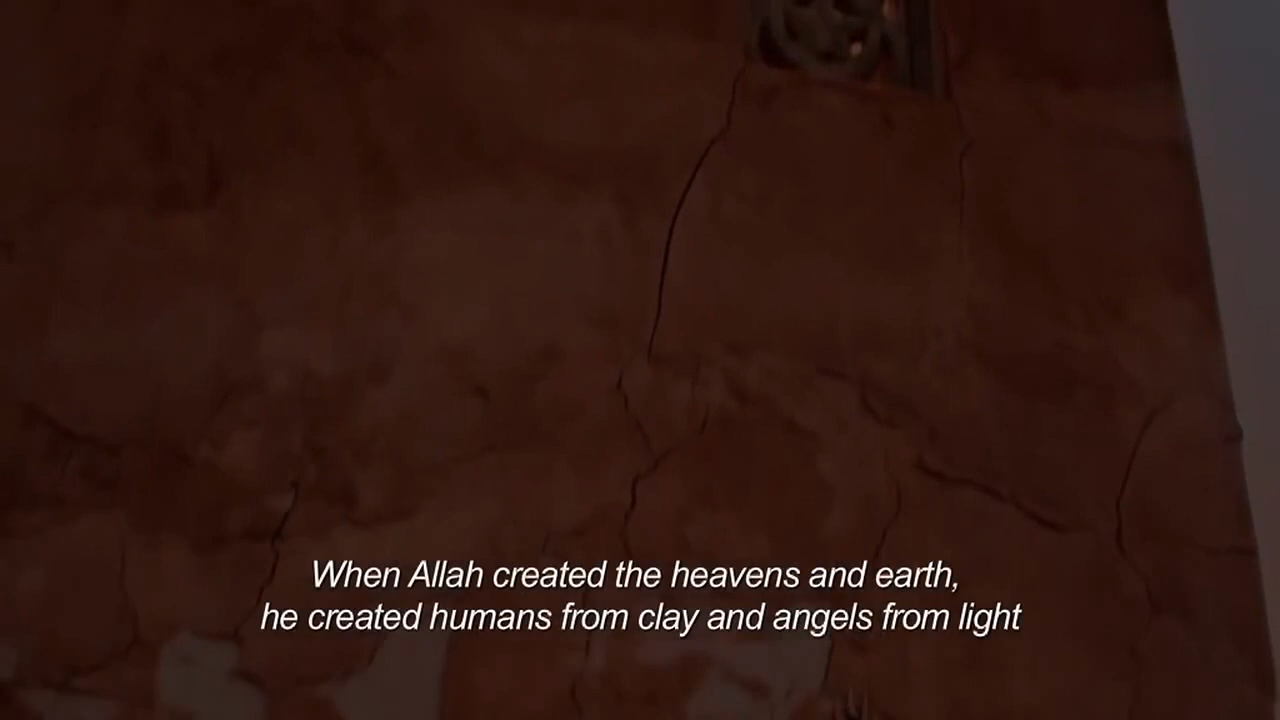 When Allah created the heavens and earth,
he created humans from clay and angels from light